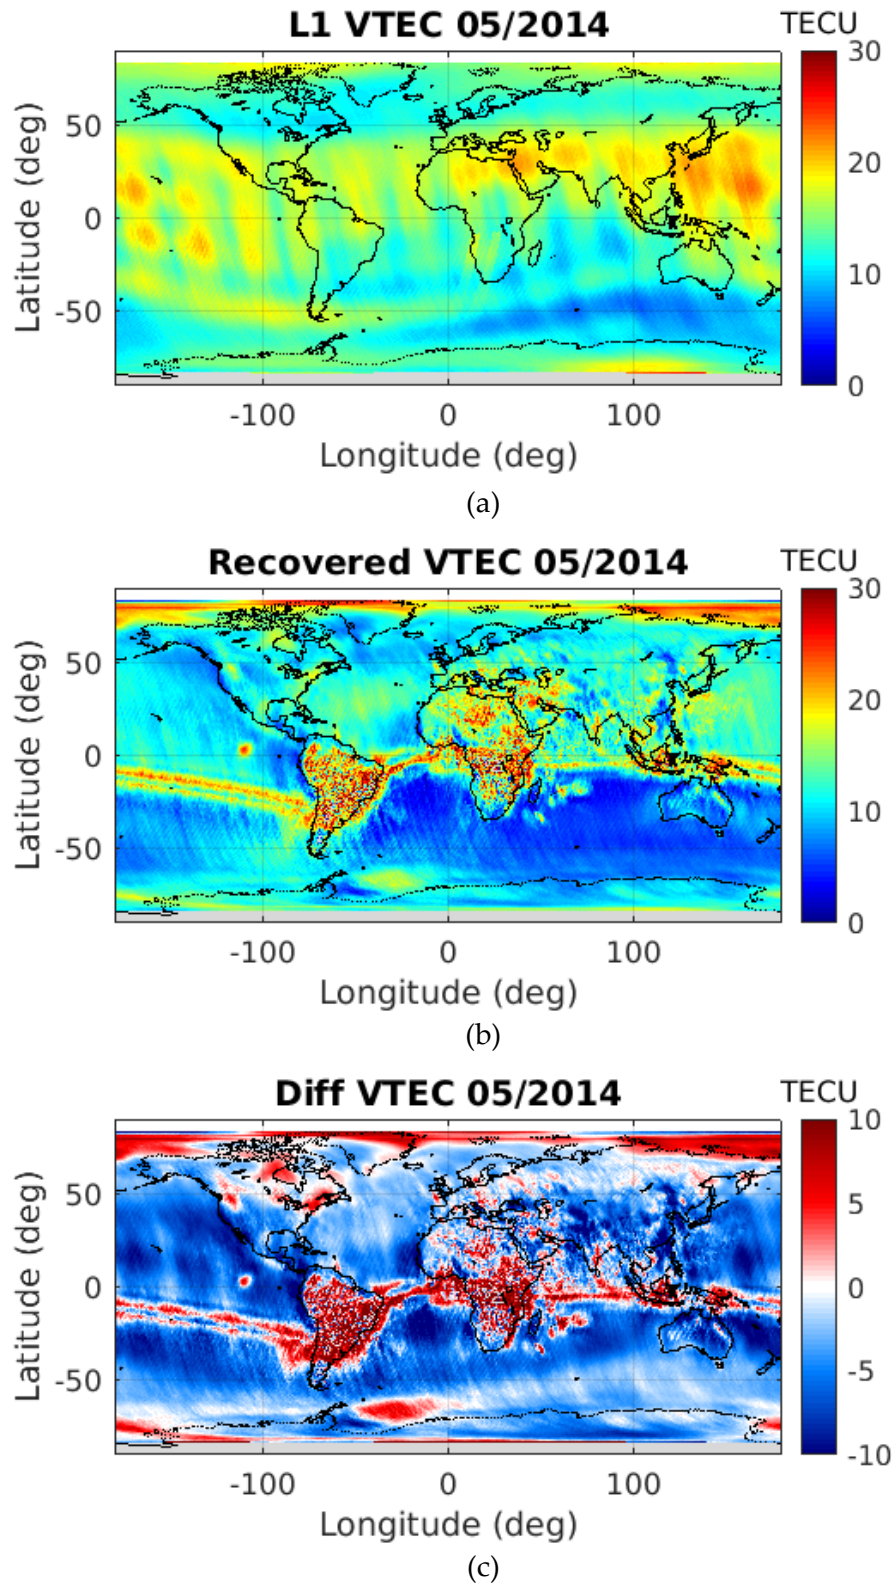 L1 VTEC 05/2014 TECU
30
50
20
0
10
-50
0
-100 0 100
Latitude (deg)
Longitude (deg)
(a)
Recovered VTEC 05/2014 TECU
30
50
20
0
10
-50
0
-100 0 100
Latitude (deg)
Longitude (deg)
(b)
Diff VTEC 05/2014 TECU
10
50
5
0
0
-5
-50
-10
-100 0 100
Latitude (deg)
Longitude (deg)
(c)